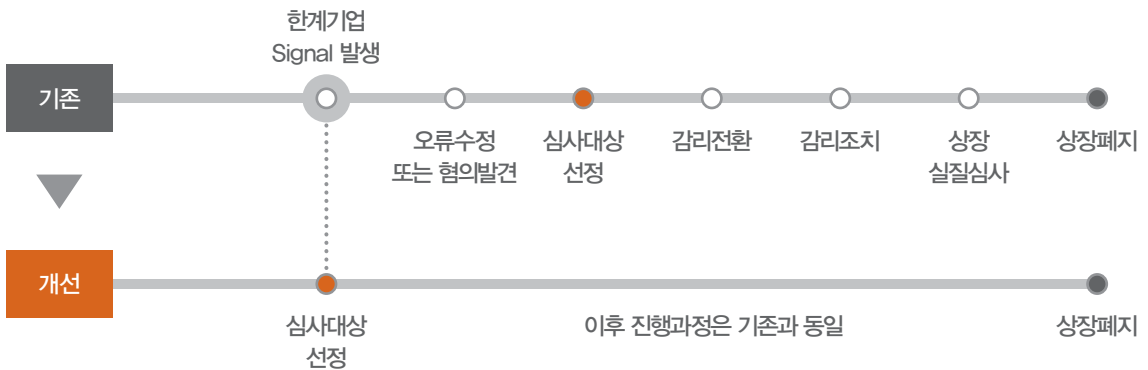 한계기업
Signal 발생
기존
오류수정
또는 혐의발견
심사대상
선정
감리전환
감리조치
상장
실질심사
상장폐지
개선
심사대상
선정
이후 진행과정은 기존과 동일
상장폐지